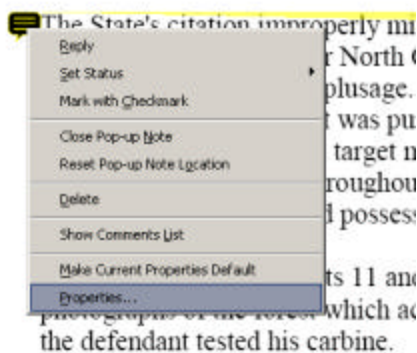 The State's citation improperly mi
Reply
Set Status
Mark with Checkmark
Close Pop-up Note
Reset Pop-up Note Location
Delete
Show Comments List
Make Current Properties Default
Properties...
r North
plusage.
t was pu
target m
roughou
d possess
ts 11 and
photographs of the forest which ac
the defendant tested his carbine.